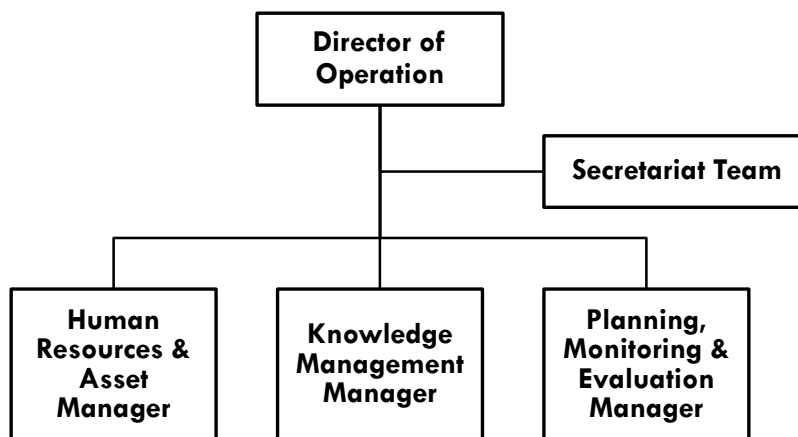 Director of
Operation
Secretariat Team
Human
Resources &
Asset
Manager
Knowledge
Management
Manager
Planning,
Monitoring &
Evaluation
Manager